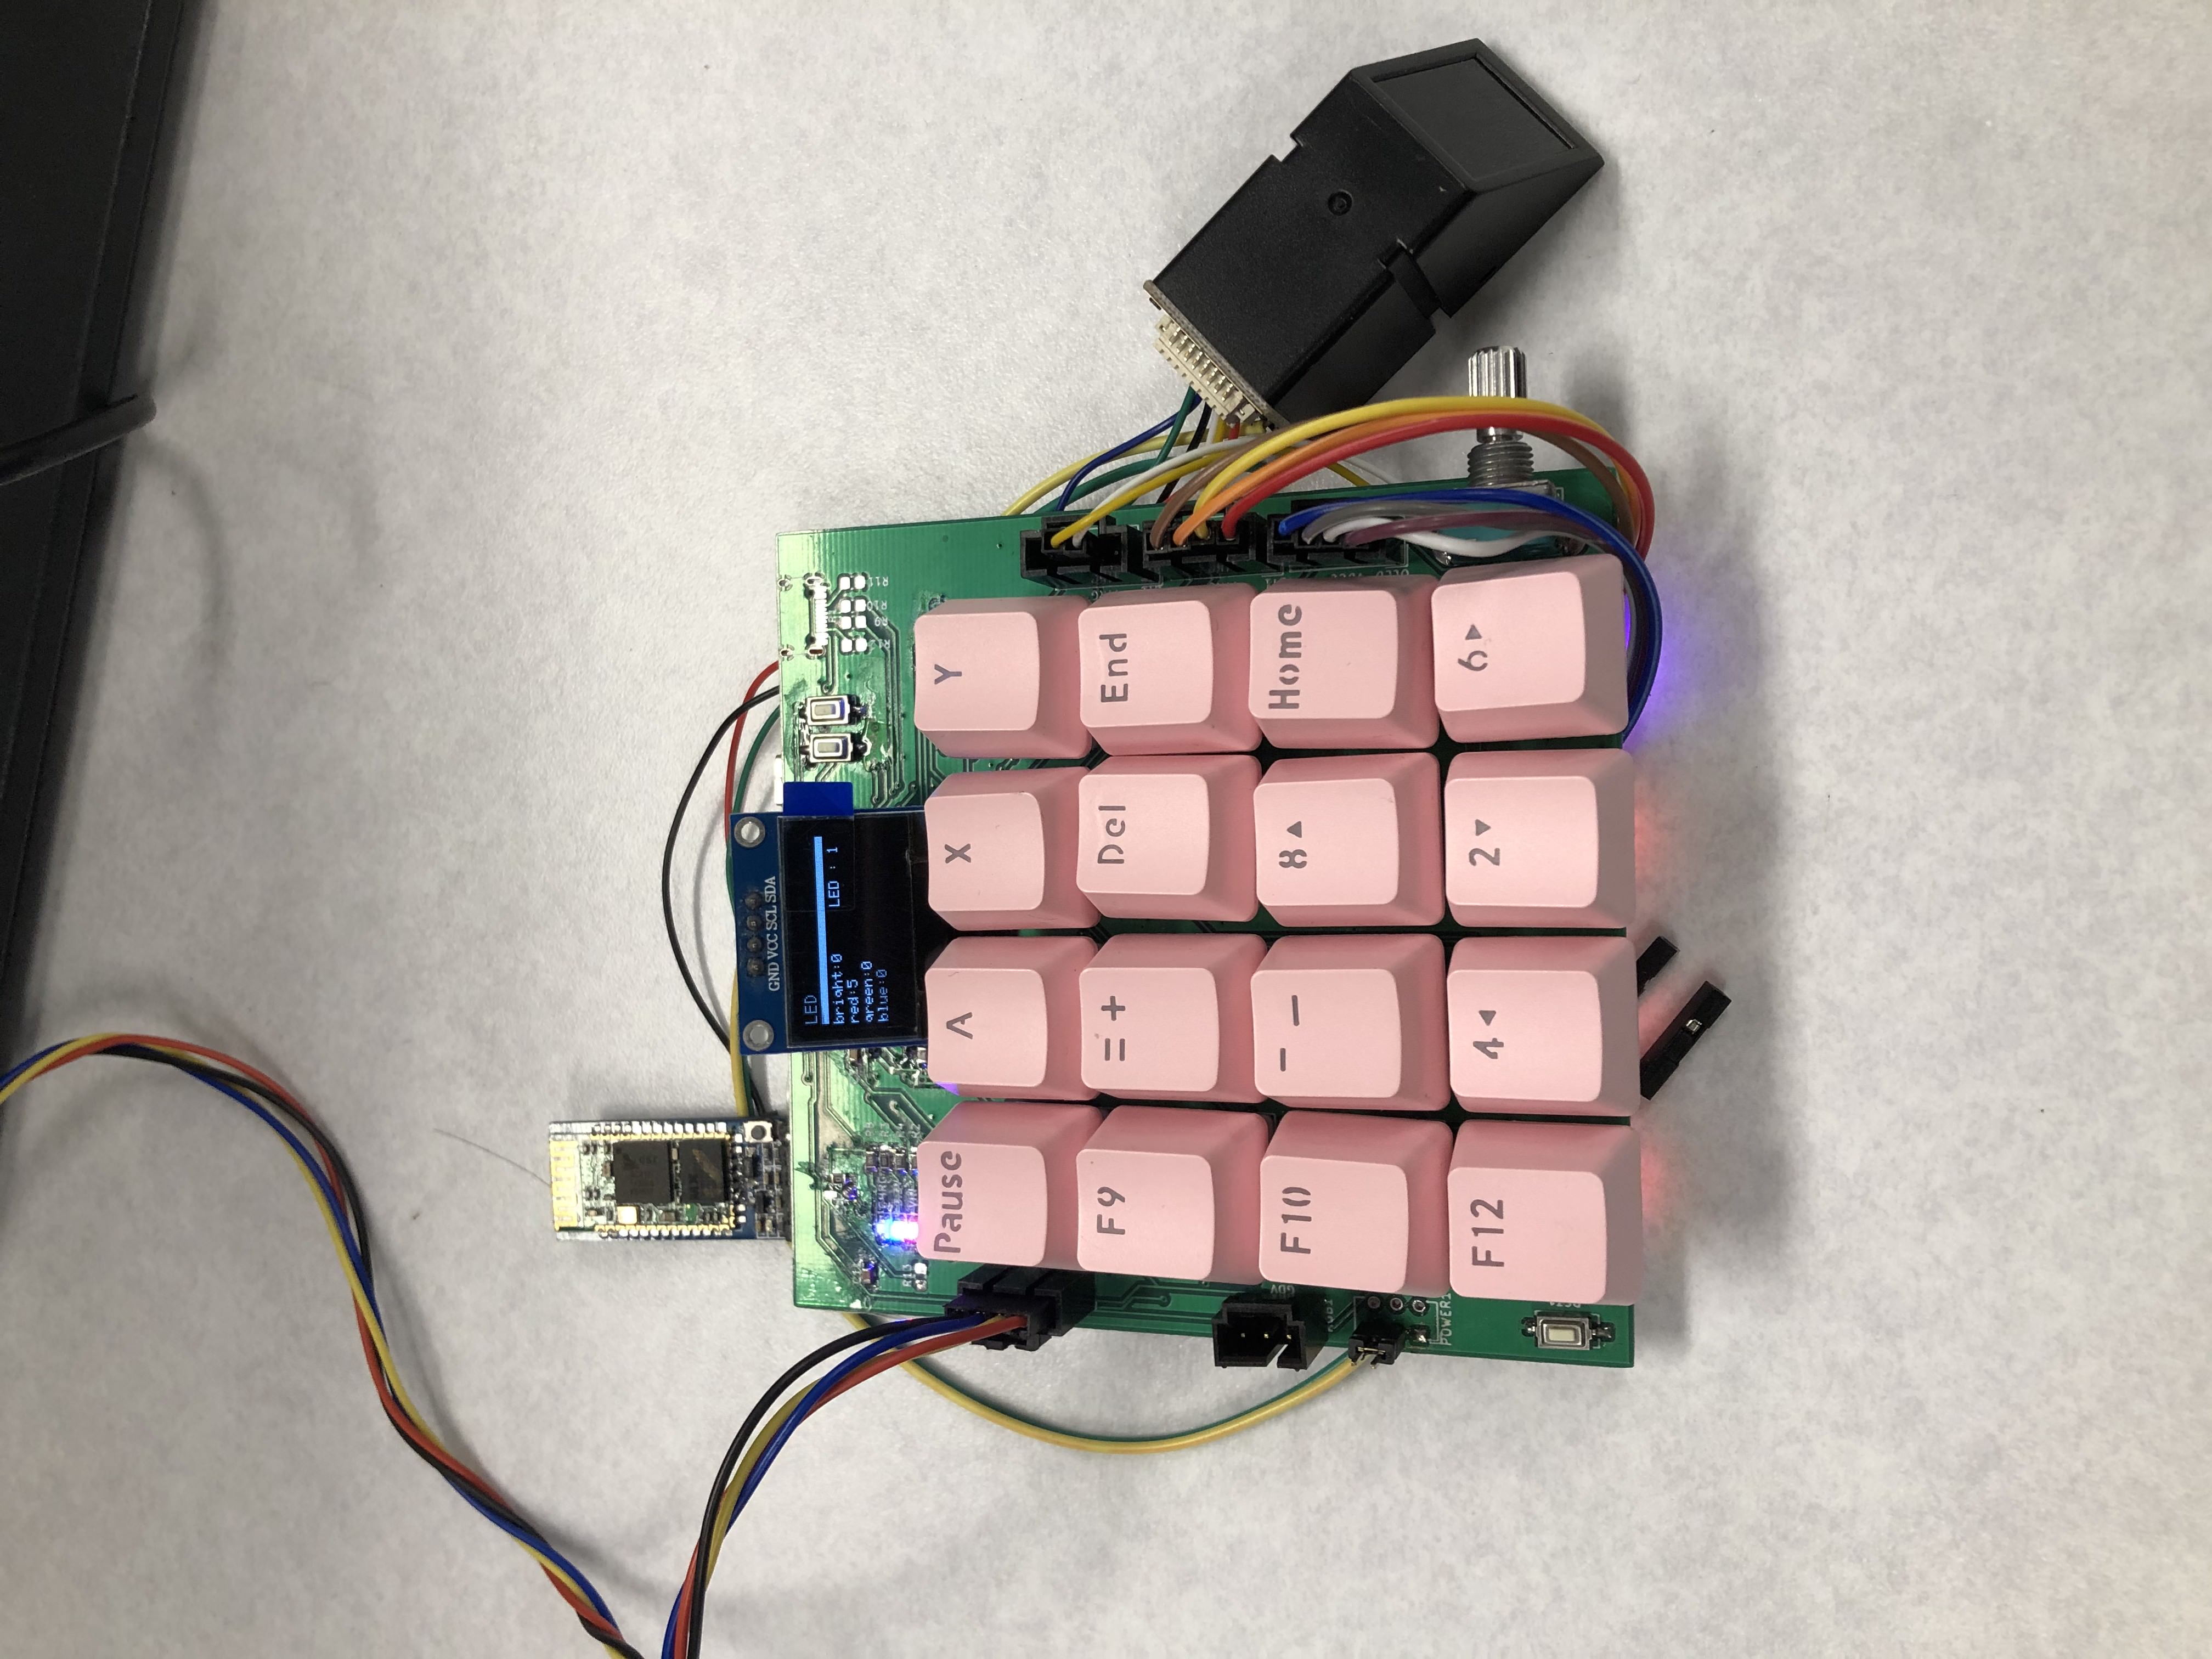 GND VCC SCL SDA
LED
bright:0 LED : 1
red:5
green:0
blue:0
Pause A X Y
F9 = + Del End
F10 - _ 8▲ Home
POWER1
F12 4◀ 2▼ 6▶